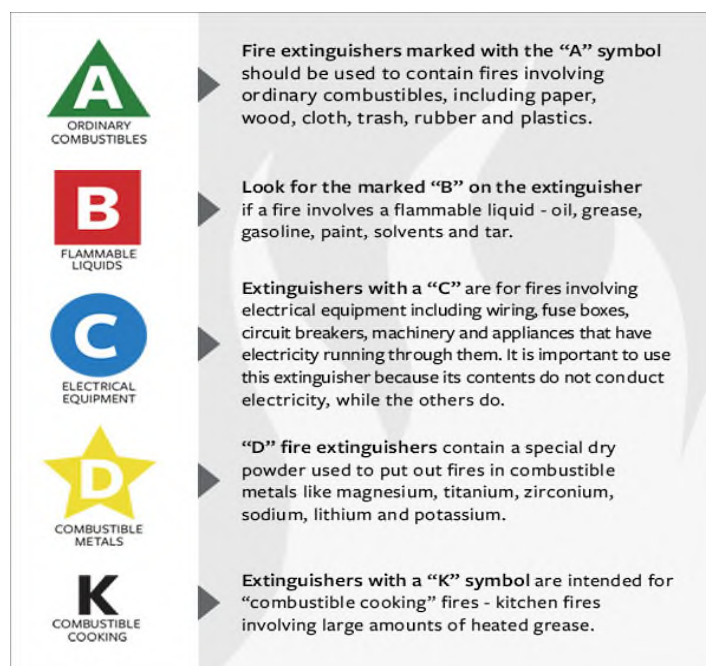 A
ORDINARY
COMBUSTIBLES
Fire extinguishers marked with the “A” symbol
should be used to contain fires involving
ordinary combustibles, including paper,
wood, cloth, trash, rubber and plastics.
B
FLAMMABLE
LIQUIDS
Look for the marked “B” on the extinguisher
if a fire involves a flammable liquid - oil, grease,
gasoline, paint, solvents and tar.
C
ELECTRICAL
EQUIPMENT
Extinguishers with a “C” are for fires involving
electrical equipment including wiring, fuse boxes,
circuit breakers, machinery and appliances that have
electricity running through them. It is important to use
this extinguisher because its contents do not conduct
electricity, while the others do.
D
COMBUSTIBLE
METALS
“D” fire extinguishers contain a special dry
powder used to put out fires in combustible
metals like magnesium, titanium, zirconium,
sodium, lithium and potassium.
K
COMBUSTIBLE
COOKING
Extinguishers with a “K” symbol are intended for
“combustible cooking” fires - kitchen fires
involving large amounts of heated grease.